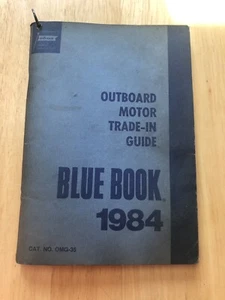 OUTBOARD
MOTOR
TRADE-IN
GUIDE
BLUE BOOK
1984
CAT. NO. OMG-35